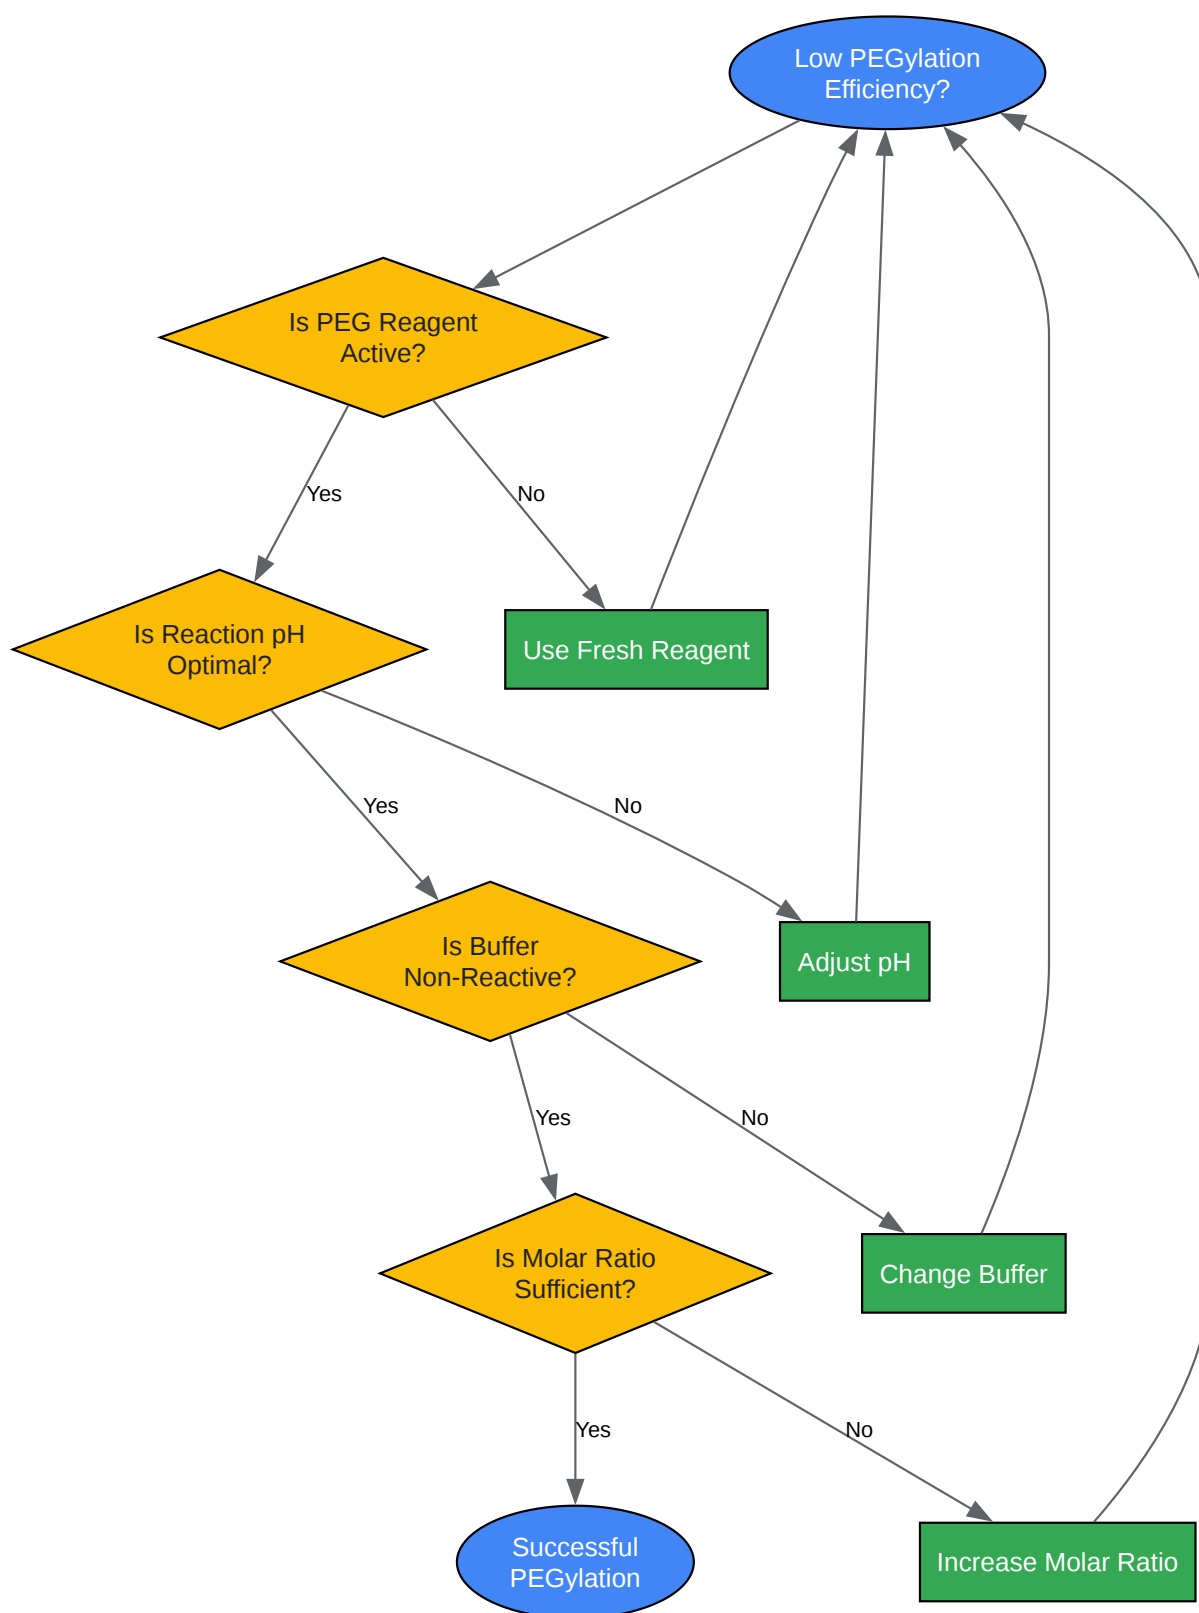 Low PEGylation
Efficiency?
Is PEG Reagent
Active?
Yes
No
Is Reaction pH
Optimal?
Use Fresh Reagent
Yes
No
Is Buffer
Non-Reactive?
Adjust pH
Yes
No
Is Molar Ratio
Sufficient?
Change Buffer
Yes
No
Successful
PEGylation
Increase Molar Ratio